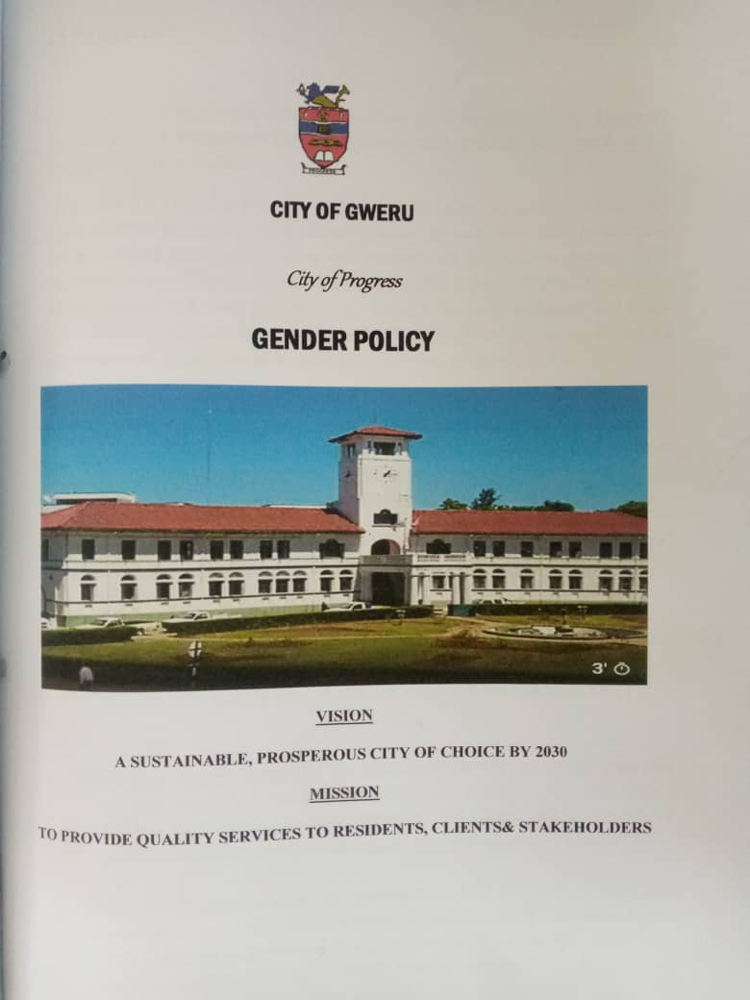 PROGRESS
CITY OF GWERU
City of Progress
GENDER POLICY
3'
VISION
A SUSTAINABLE, PROSPEROUS CITY OF CHOICE BY 2030
MISSION
TO PROVIDE QUALITY SERVICES TO RESIDENTS, CLIENTS& STAKEHOLDERS